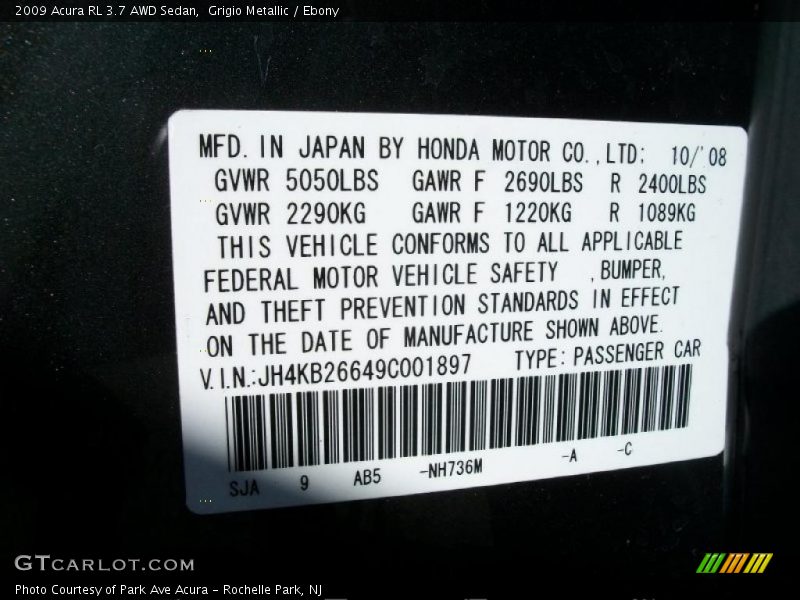 2009 Acura RL 3.7 AWD Sedan,  Grigio Metallic / Ebony
MFD. IN JAPAN BY HONDA MOTOR CO.,LTD: 10/'08
GVWR 5050LBS GAWR F 2690LBS R 2400LBS
GVWR 2290KG GAWR F 1220KG R 1089KG
THIS VEHICLE CONFORMS TO ALL APPLICABLE
FEDERAL MOTOR VEHICLE SAFETY ,BUMPER,
AND THEFT PREVENTION STANDARDS IN EFFECT
ON THE DATE OF MANUFACTURE SHOWN ABOVE.
V.I.N.:JH4KB26649C001897 TYPE:PASSENGER CAR
SJA 9 AB5 -NH736M -A -C
GTCARLOT.COM
Photo Courtesy of Park Ave Acura - Rochelle Park, NJ